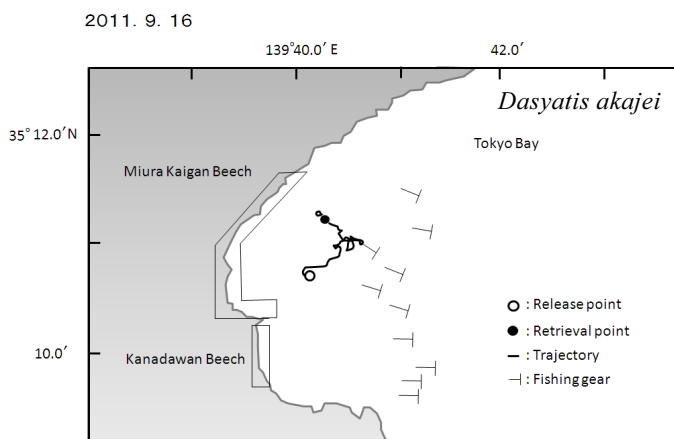 2011. 9. 16
139°40.0′ E
42.0′
Dasyatis akajei
35° 12.0′N
Tokyo Bay
Miura Kaigan Beech
: Release point
: Retrieval point
10.0′
Kanadawan Beech
: Trajectory
: Fishing gear